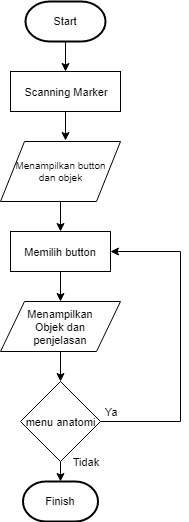 Start
Scanning Marker
Menampilkan button
dan objek
Memilih button
Menampilkan
Objek dan
penjelasan
menu anatomi
Ya
Tidak
Finish